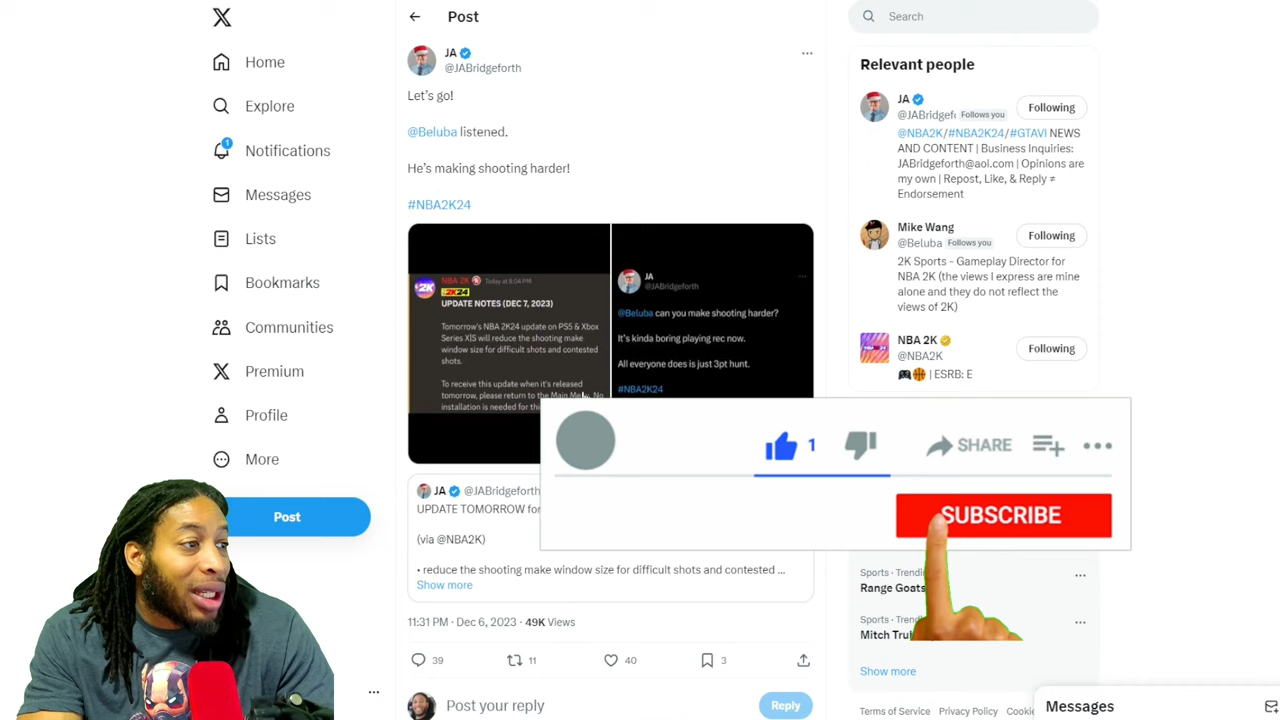 Home
Explore
1
Notifications
Messages
Lists
Bookmarks
Communities
Premium
Profile
More
Post
Post
JA
@JABridgeforth
Let's go!
@Beluba listened.
He's making shooting harder!
#NBA2K24
NBA 2K Today at 8:04 PM
2K24
UPDATE NOTES (DEC 7, 2023)
Tomorrow's NBA 2K24 update on PS5 & Xbox
Series X|S will reduce the shooting make
window size for difficult shots and contested
shots.
To receive this update when it's released
tomorrow, please return to the Main Me No
installation is needed for th
JA
@JABridgeforth
@Beluba can you make shooting harder?
It's kinda boring playing rec now.
All everyone does is just 3pt hunt.
#NBA2K24
JA @JABridgeforth
UPDATE TOMORROW for
(via @NBA2K)
• reduce the shooting make window size for difficult shots and contested ...
Show more
11:31 PM · Dec 6, 2023 · 49K Views
39
11
40
3
Post your reply
Reply
Search
Relevant people
JA
@JABridgef Follows you
Following
@NBA2K/#NBA2K24/#GTAVI NEWS
AND CONTENT | Business Inquiries:
JABridgeforth@aol.com | Opinions are
my own | Repost, Like, & Reply ≠
Endorsement
Mike Wang
@Beluba Follows you
Following
2K Sports - Gameplay Director for
NBA 2K (the views I express are mine
alone and they do not reflect the
views of 2K)
NBA 2K
@NBA2K
Following
| ESRB: E
1
SHARE
SUBSCRIBE
Sports · Trendi
Range Goats
Sports · Trend
Mitch Tru
Show more
Terms of Service Privacy Policy Cookie
Messages